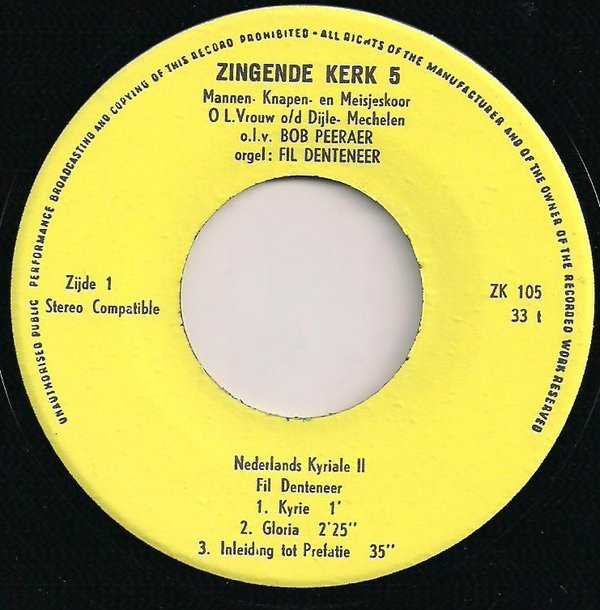 UNAUTHORISED PUBLIC PERFORMANCE BROADCASTING AND COPYING OF THIS RECORD PROHIBITED - ALL RIGHTS OF THE MANUFACTURER AND OF THE OWNER OF THE RECORDED WORK RESERVED
ZINGENDE KERK 5
Mannen- Knapen- en Meisjeskoor
O L.Vrouw o/d Dijle- Mechelen
o.l.v. BOB PEERAER
orgel: FIL DENTENEER
Zijde 1
Stereo Compatible
ZK 105
33 t
Nederlands Kyriale II
Fil Denteneer
1. Kyrie 1'
2. Gloria 2'25"
3. Inleiding tot Prefatie 35"